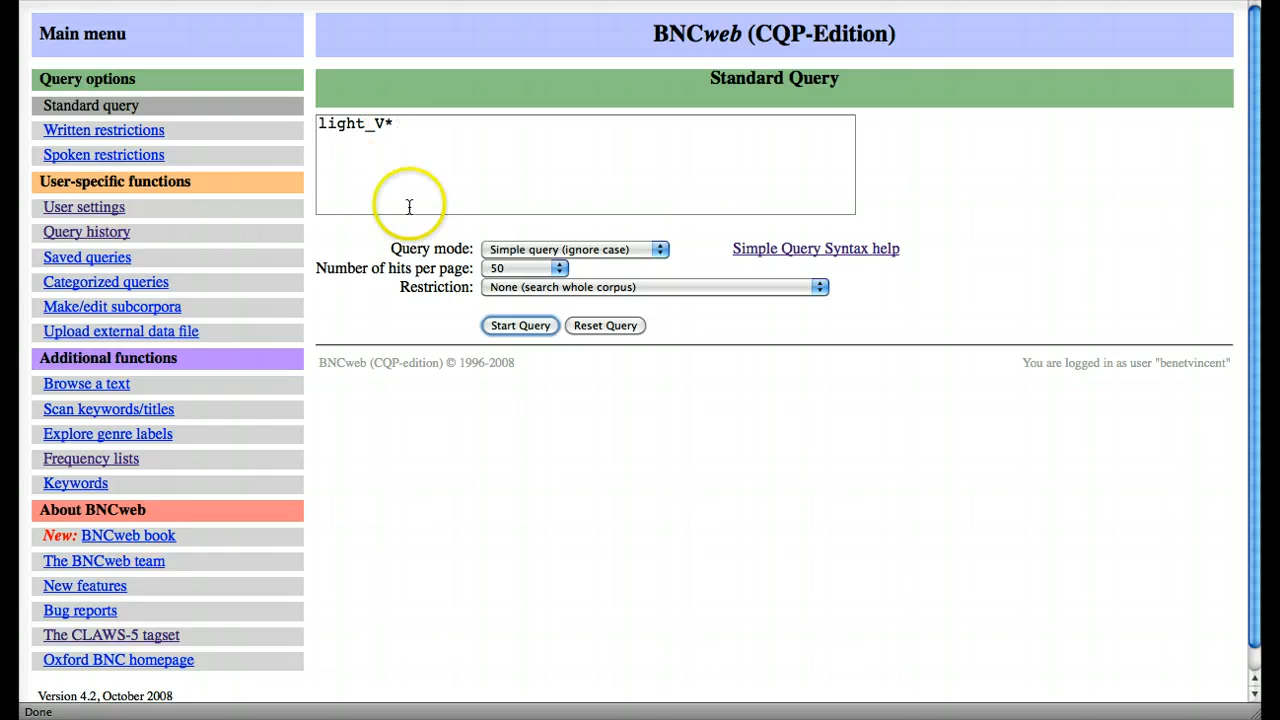 Main menu
BNCweb (CQP-Edition)
Query options
Standard Query
Standard query
Written restrictions
Spoken restrictions
light_V*
User-specific functions
User settings
Query history
Saved queries
Categorized queries
Make/edit subcorpora
Upload external data file
Query mode: Simple query (ignore case) Simple Query Syntax help
Number of hits per page: 50
Restriction: None (search whole corpus)
Start Query Reset Query
BNCweb (CQP-edition) © 1996-2008 You are logged in as user "benetvincent"
Additional functions
Browse a text
Scan keywords/titles
Explore genre labels
Frequency lists
Keywords
About BNCweb
New: BNCweb book
The BNCweb team
New features
Bug reports
The CLAWS-5 tagset
Oxford BNC homepage
Version 4.2, October 2008
Done